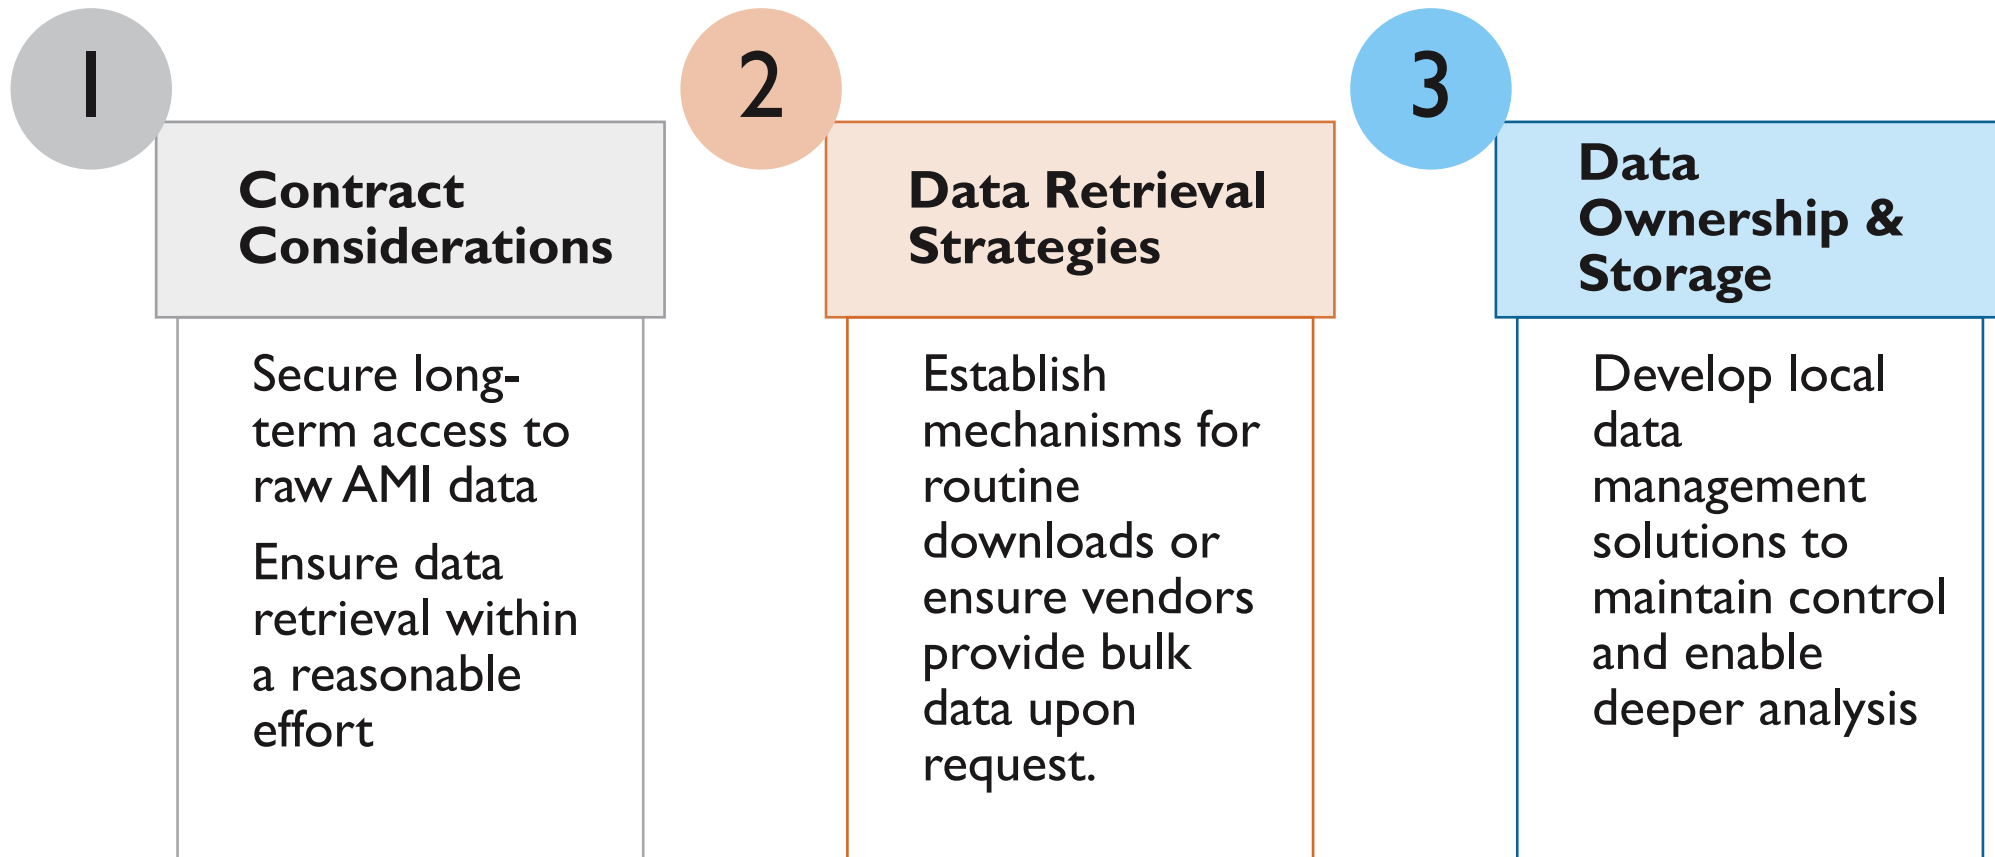 1
Contract
Considerations
Secure long-
term access to
raw AMI data
Ensure data
retrieval within
a reasonable
effort
2
Data Retrieval
Strategies
Establish
mechanisms for
routine
downloads or
ensure vendors
provide bulk
data upon
request.
3
Data
Ownership &
Storage
Develop local
data
management
solutions to
maintain control
and enable
deeper analysis